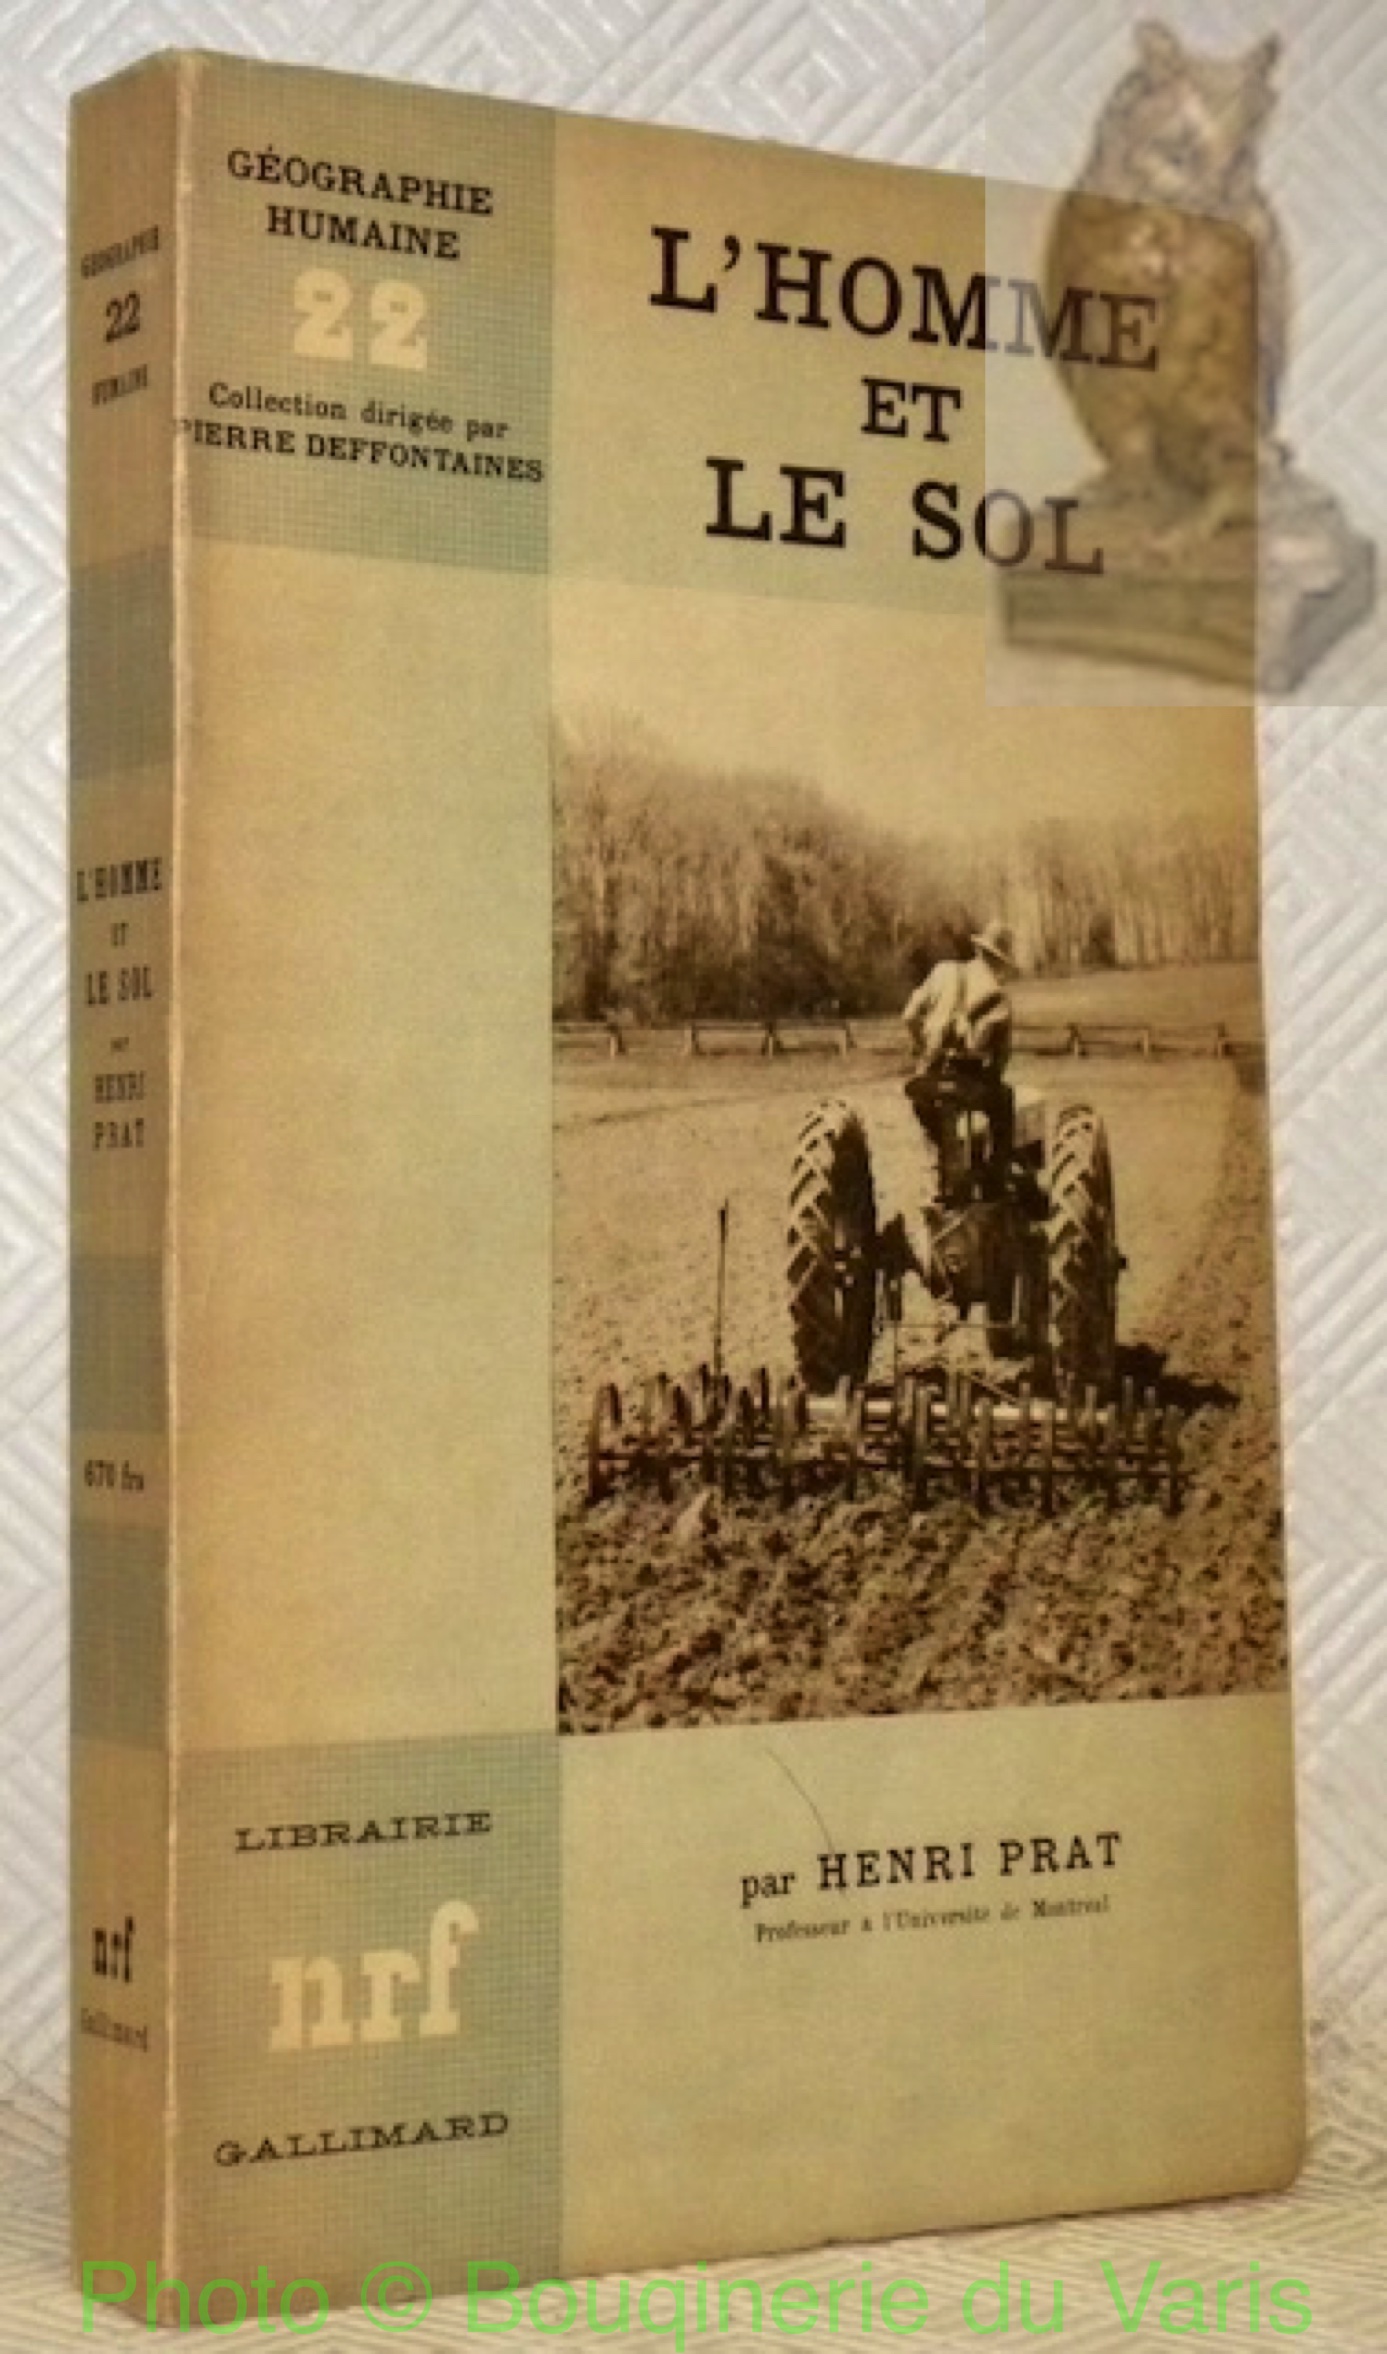 GÉOGRAPHIE
22
HUMAINE
L'HOMME
ET
LE SOL
par
HENRI
PRAT
670 frs
nrf
Gallimard
GÉOGRAPHIE
HUMAINE
22
Collection dirigée par
PIERRE DEFFONTAINES
L'HOMME
ET
LE SOL
par HENRI PRAT
Professeur à l'Université de Montréal
LIBRAIRIE
nrf
GALLIMARD
Photo © Bouqinerie du Varis